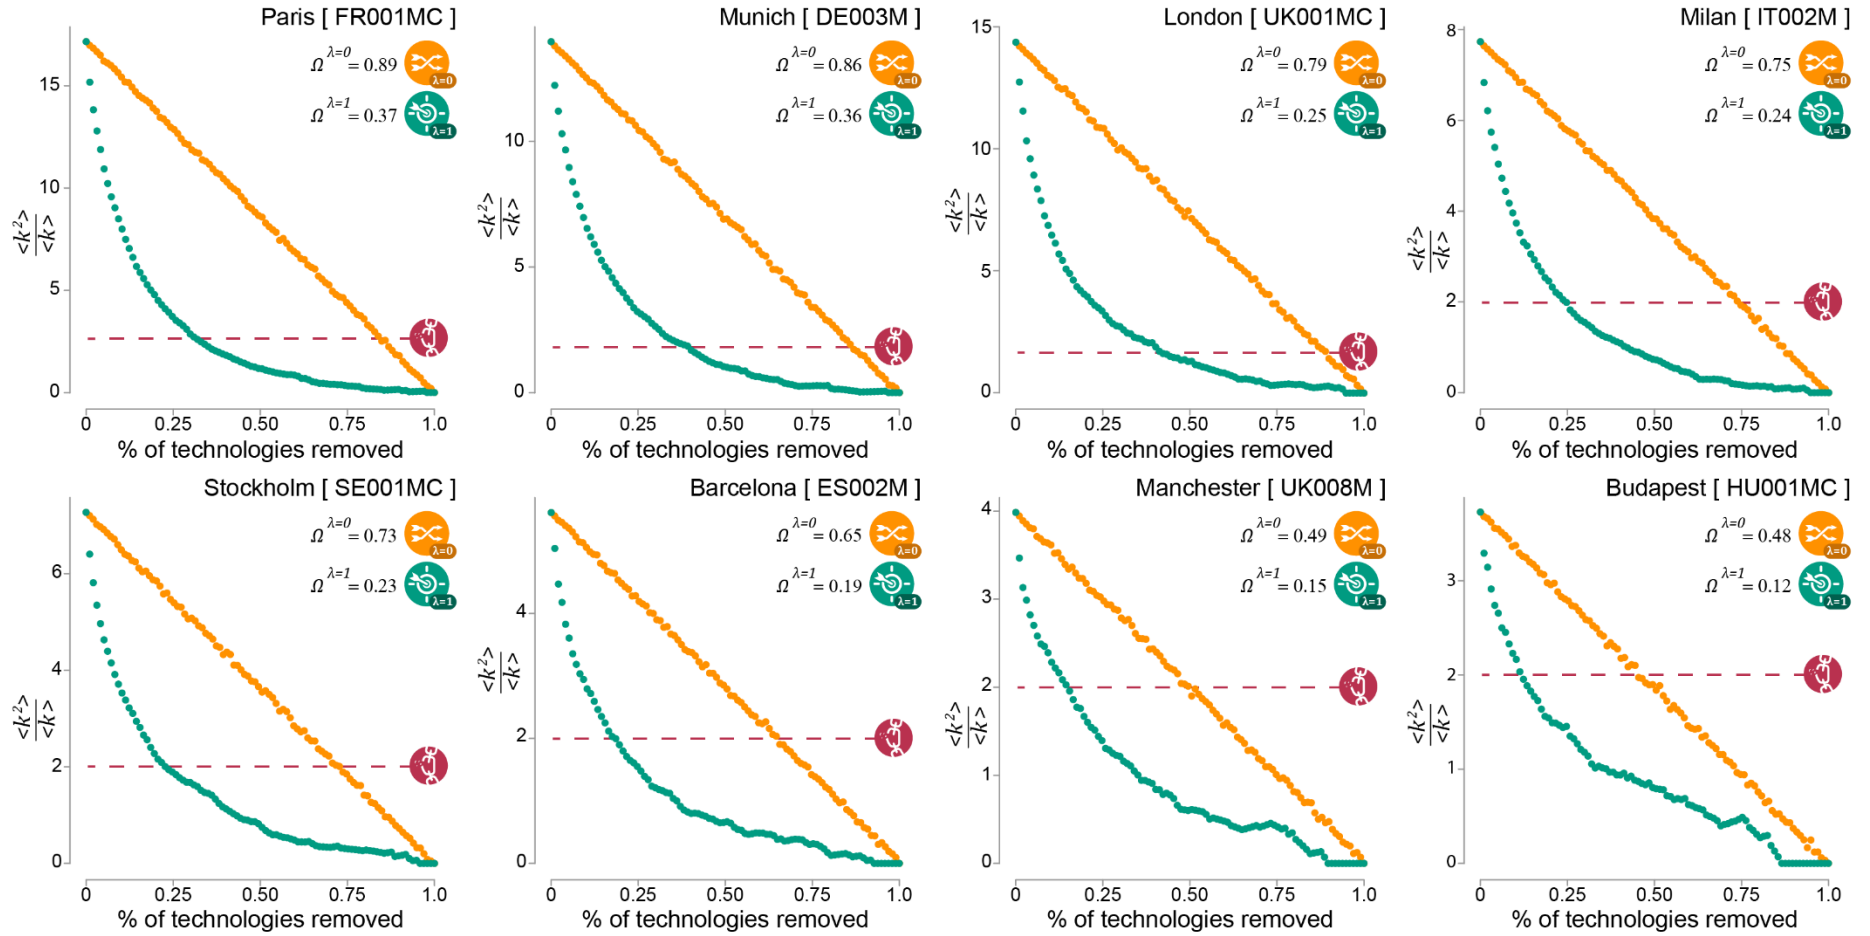 Paris [ FR001MC ]
Ω λ=0 = 0.89
λ=0
Ω λ=1 = 0.37
λ=1
15
10
5
0
<k²>
<k>
0 0.25 0.50 0.75 1.0
% of technologies removed
Munich [ DE003M ]
Ω λ=0 = 0.86
λ=0
Ω λ=1 = 0.36
λ=1
10
5
0
<k²>
<k>
0 0.25 0.50 0.75 1.0
% of technologies removed
London [ UK001MC ]
Ω λ=0 = 0.79
λ=0
Ω λ=1 = 0.25
λ=1
15
10
5
0
<k²>
<k>
0 0.25 0.50 0.75 1.0
% of technologies removed
Milan [ IT002M ]
Ω λ=0 = 0.75
λ=0
Ω λ=1 = 0.24
λ=1
8
6
4
2
0
<k²>
<k>
0 0.25 0.50 0.75 1.0
% of technologies removed
Stockholm [ SE001MC ]
Ω λ=0 = 0.73
λ=0
Ω λ=1 = 0.23
λ=1
6
4
2
0
<k²>
<k>
0 0.25 0.50 0.75 1.0
% of technologies removed
Barcelona [ ES002M ]
Ω λ=0 = 0.65
λ=0
Ω λ=1 = 0.19
λ=1
4
2
0
<k²>
<k>
0 0.25 0.50 0.75 1.0
% of technologies removed
Manchester [ UK008M ]
Ω λ=0 = 0.49
λ=0
Ω λ=1 = 0.15
λ=1
4
3
2
1
0
<k²>
<k>
0 0.25 0.50 0.75 1.0
% of technologies removed
Budapest [ HU001MC ]
Ω λ=0 = 0.48
λ=0
Ω λ=1 = 0.12
λ=1
3
2
1
0
<k²>
<k>
0 0.25 0.50 0.75 1.0
% of technologies removed